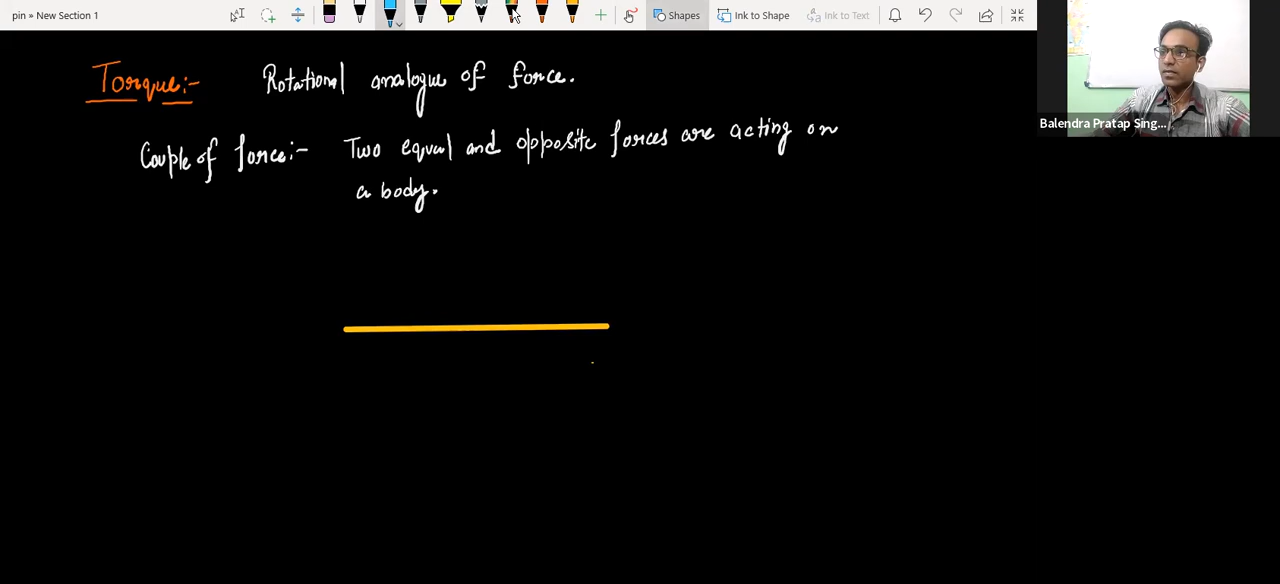 pin » New Section 1
Shapes
Ink to Shape
Ink to Text
Balendra Pratap Sing...
Torque:-
Rotational analogue of force.
Couple of force:-
Two equal and opposite forces are acting on
a body.